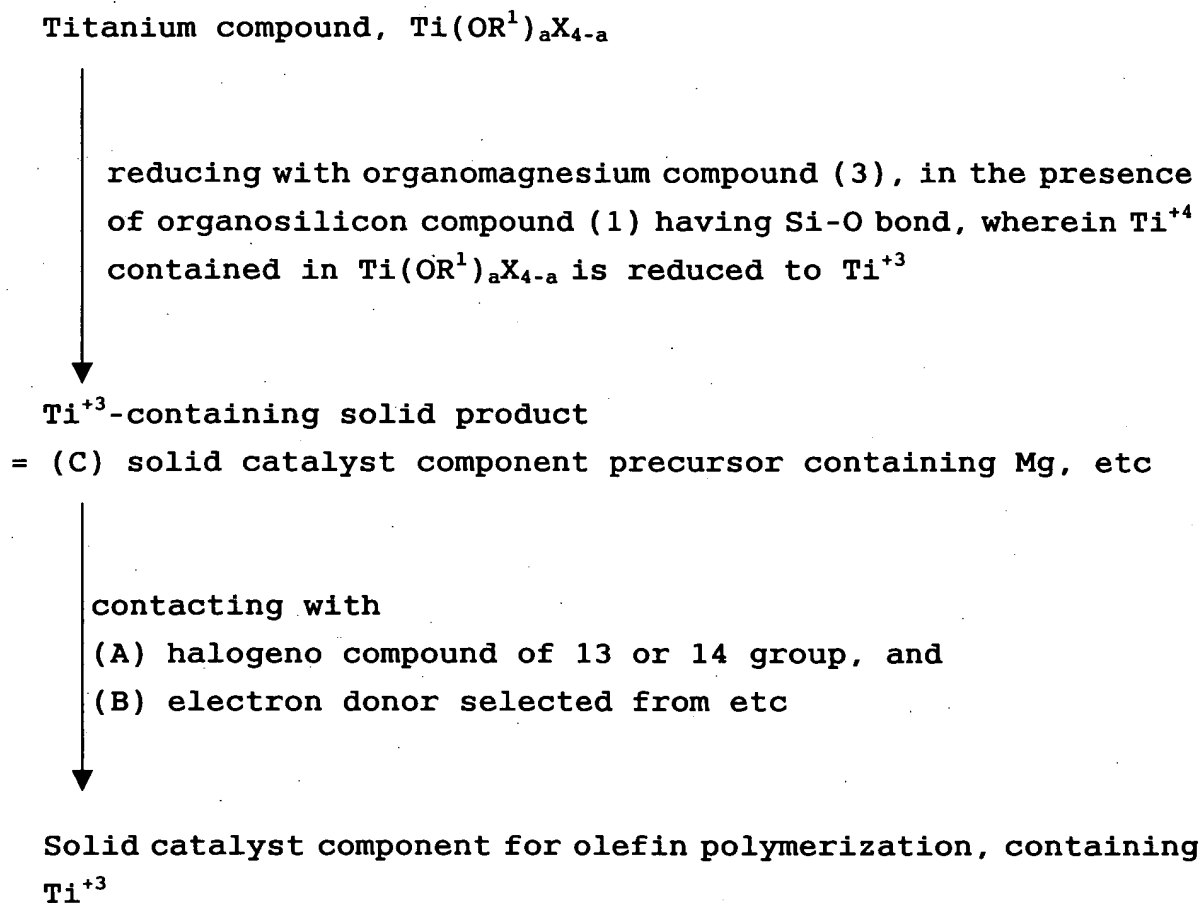 Titanium compound, Ti(OR¹)ₐX₄₋ₐ
reducing with organomagnesium compound (3), in the presence
of organosilicon compound (1) having Si-O bond, wherein Ti⁺⁴
contained in Ti(OR¹)ₐX₄₋ₐ is reduced to Ti⁺³
Ti⁺³-containing solid product
= (C) solid catalyst component precursor containing Mg, etc
contacting with
(A) halogeno compound of 13 or 14 group, and
(B) electron donor selected from etc
Solid catalyst component for olefin polymerization, containing
Ti⁺³